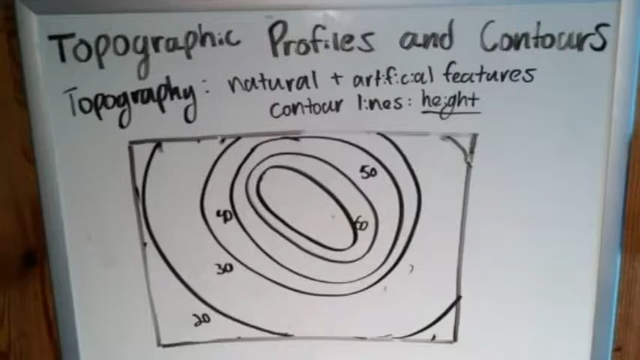 Topographic Profiles and Contours
Topography: natural + artificial features
contour lines: height
50
40
60
30
20